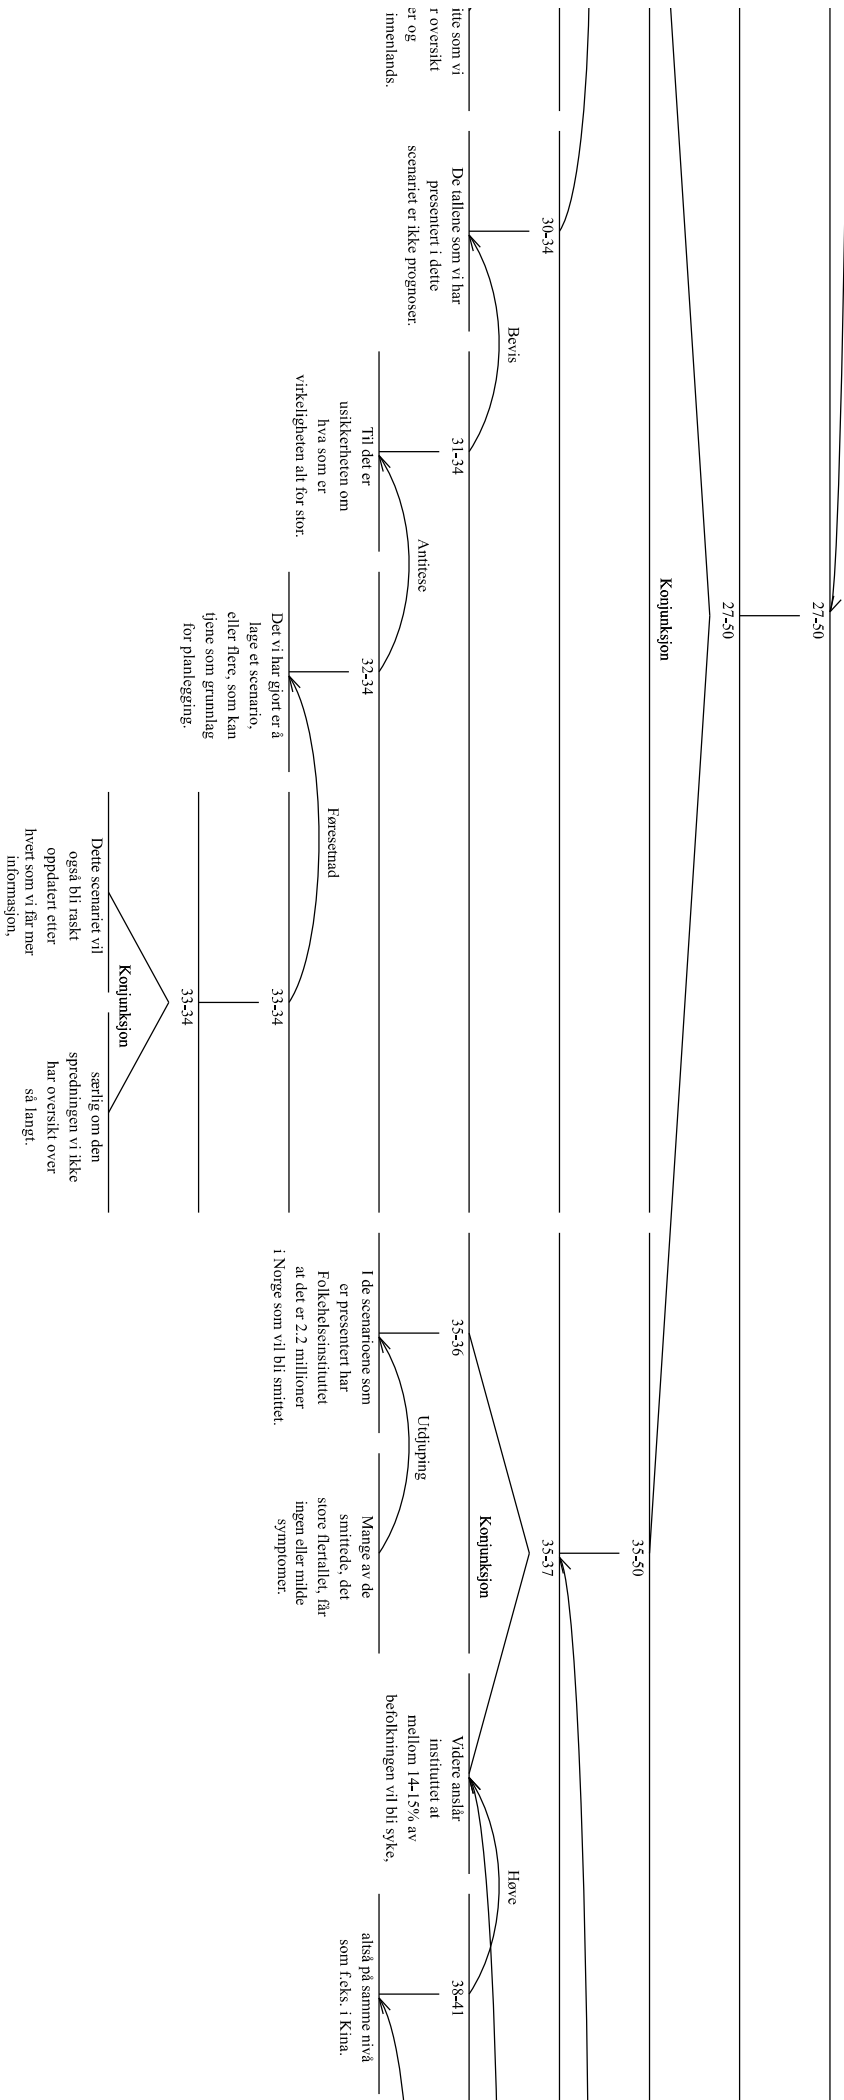 27-50
27-50
Konjunksjon
itte som vi
r oversikt
er og
innenlands.
30-34
De tallene som vi har
presentert i dette
scenariet er ikke prognoser.
Bevis
31-34
Til det er
usikkerheten om
hva som er
virkeligheten alt for stor.
Antitese
32-34
Det vi har gjort er å
lage et scenario,
eller flere, som kan
tjene som grunnlag
for planlegging.
Føresetnad
33-34
33-34
Konjunksjon
Dette scenariet vil
også bli raskt
oppdatert etter
hvert som vi får mer
informasjon,
særlig om den
spredningen vi ikke
har oversikt over
så langt.
35-50
35-37
Konjunksjon
35-36
I de scenarioene som
er presentert har
Folkehelseinstituttet
at det er 2.2 millioner
i Norge som vil bli smittet.
Utdjuping
Mange av de
smittede, det
store flertallet, får
ingen eller milde
symptomer.
Videre anslår
instituttet at
mellom 14-15% av
befolkningen vil bli syke,
Høve
38-41
altså på samme nivå
som f.eks. i Kina.